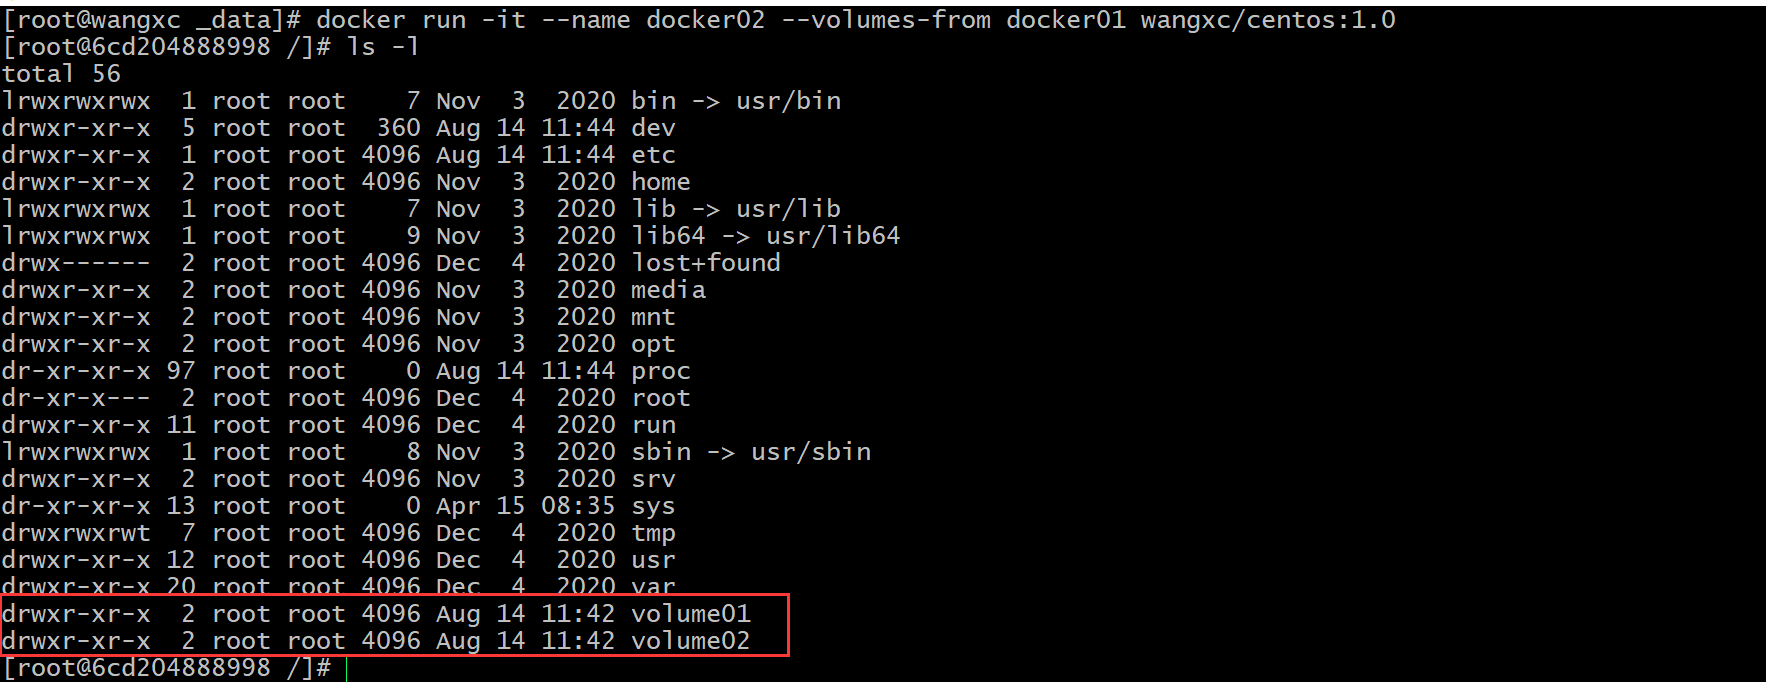 [root@wangxc _data]# docker run -it --name docker02 --volumes-from docker01 wangxc/centos:1.0
[root@6cd204888998 /]# ls -l
total 56
lrwxrwxrwx  1 root root    7 Nov  3  2020 bin -> usr/bin
drwxr-xr-x  5 root root  360 Aug 14 11:44 dev
drwxr-xr-x  1 root root 4096 Aug 14 11:44 etc
drwxr-xr-x  2 root root 4096 Nov  3  2020 home
lrwxrwxrwx  1 root root    7 Nov  3  2020 lib -> usr/lib
lrwxrwxrwx  1 root root    9 Nov  3  2020 lib64 -> usr/lib64
drwx------  2 root root 4096 Dec  4  2020 lost+found
drwxr-xr-x  2 root root 4096 Nov  3  2020 media
drwxr-xr-x  2 root root 4096 Nov  3  2020 mnt
drwxr-xr-x  2 root root 4096 Nov  3  2020 opt
dr-xr-xr-x 97 root root    0 Aug 14 11:44 proc
dr-xr-x---  2 root root 4096 Dec  4  2020 root
drwxr-xr-x 11 root root 4096 Dec  4  2020 run
lrwxrwxrwx  1 root root    8 Nov  3  2020 sbin -> usr/sbin
drwxr-xr-x  2 root root 4096 Nov  3  2020 srv
dr-xr-xr-x 13 root root    0 Apr 15 08:35 sys
drwxrwxrwt  7 root root 4096 Dec  4  2020 tmp
drwxr-xr-x 12 root root 4096 Dec  4  2020 usr
drwxr-xr-x 20 root root 4096 Dec  4  2020 var
drwxr-xr-x  2 root root 4096 Aug 14 11:42 volume01
drwxr-xr-x  2 root root 4096 Aug 14 11:42 volume02
[root@6cd204888998 /]#